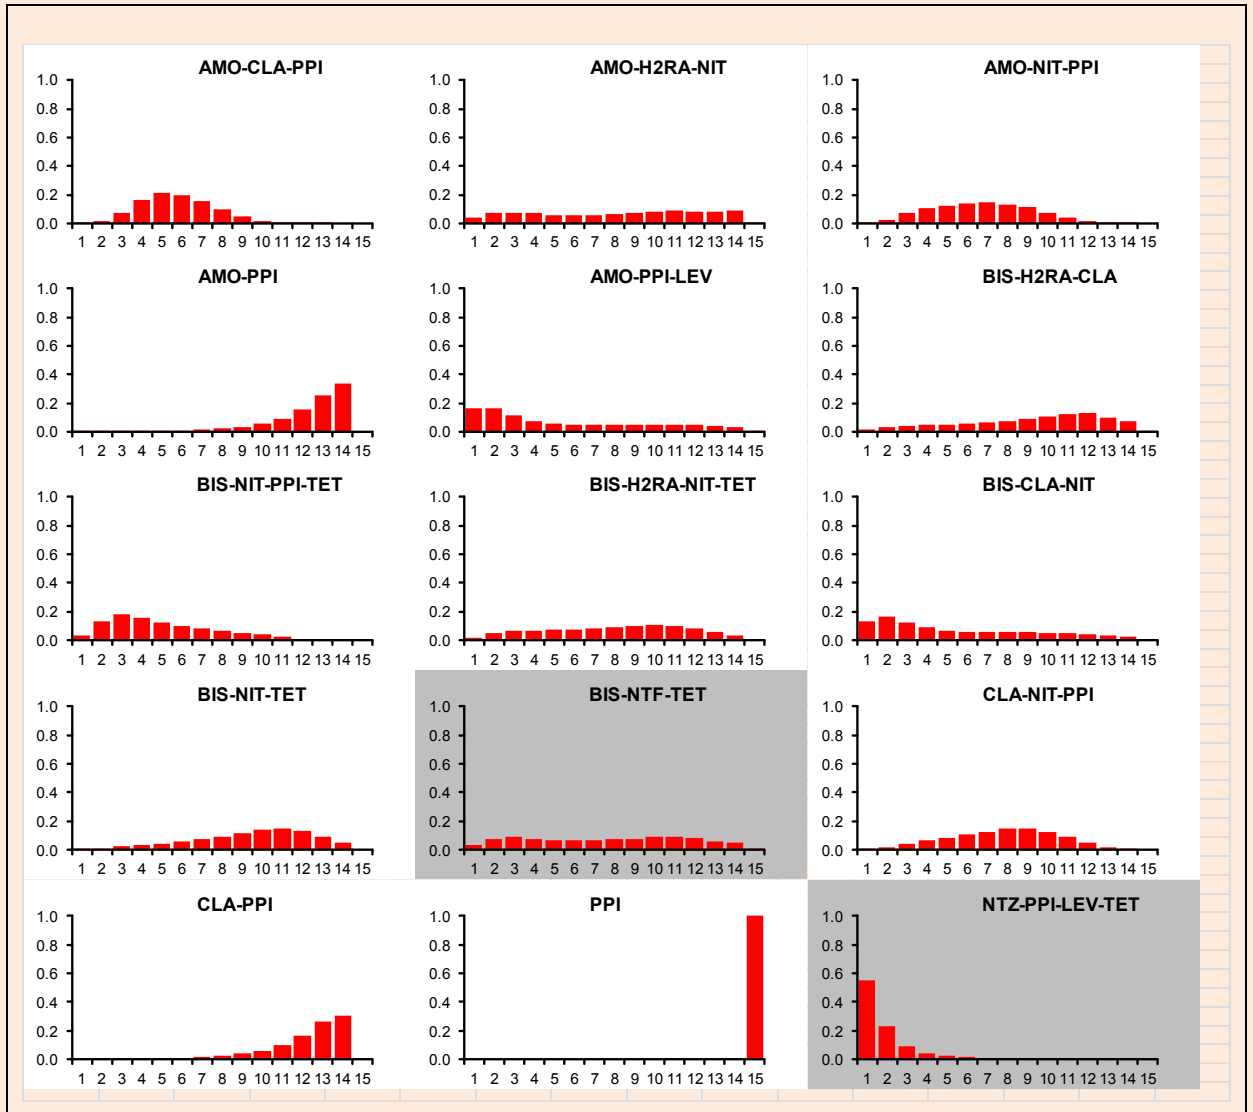 AMO-CLA-PPI AMO-H2RA-NIT AMO-NIT-PPI
1.0 1.0 1.0
0.8 0.8 0.8
0.6 0.6 0.6
0.4 0.4 0.4
0.2 0.2 0.2
0.0 0.0 0.0
1 2 3 4 5 6 7 8 9 10 11 12 13 14 15 1 2 3 4 5 6 7 8 9 10 11 12 13 14 15 1 2 3 4 5 6 7 8 9 10 11 12 13 14 15
AMO-PPI AMO-PPI-LEV BIS-H2RA-CLA
1.0 1.0 1.0
0.8 0.8 0.8
0.6 0.6 0.6
0.4 0.4 0.4
0.2 0.2 0.2
0.0 0.0 0.0
1 2 3 4 5 6 7 8 9 10 11 12 13 14 15 1 2 3 4 5 6 7 8 9 10 11 12 13 14 15 1 2 3 4 5 6 7 8 9 10 11 12 13 14 15
BIS-NIT-PPI-TET BIS-H2RA-NIT-TET BIS-CLA-NIT
1.0 1.0 1.0
0.8 0.8 0.8
0.6 0.6 0.6
0.4 0.4 0.4
0.2 0.2 0.2
0.0 0.0 0.0
1 2 3 4 5 6 7 8 9 10 11 12 13 14 15 1 2 3 4 5 6 7 8 9 10 11 12 13 14 15 1 2 3 4 5 6 7 8 9 10 11 12 13 14 15
BIS-NIT-TET BIS-NTF-TET CLA-NIT-PPI
1.0 1.0 1.0
0.8 0.8 0.8
0.6 0.6 0.6
0.4 0.4 0.4
0.2 0.2 0.2
0.0 0.0 0.0
1 2 3 4 5 6 7 8 9 10 11 12 13 14 15 1 2 3 4 5 6 7 8 9 10 11 12 13 14 15 1 2 3 4 5 6 7 8 9 10 11 12 13 14 15
CLA-PPI PPI NTZ-PPI-LEV-TET
1.0 1.0 1.0
0.8 0.8 0.8
0.6 0.6 0.6
0.4 0.4 0.4
0.2 0.2 0.2
0.0 0.0 0.0
1 2 3 4 5 6 7 8 9 10 11 12 13 14 15 1 2 3 4 5 6 7 8 9 10 11 12 13 14 15 1 2 3 4 5 6 7 8 9 10 11 12 13 14 15